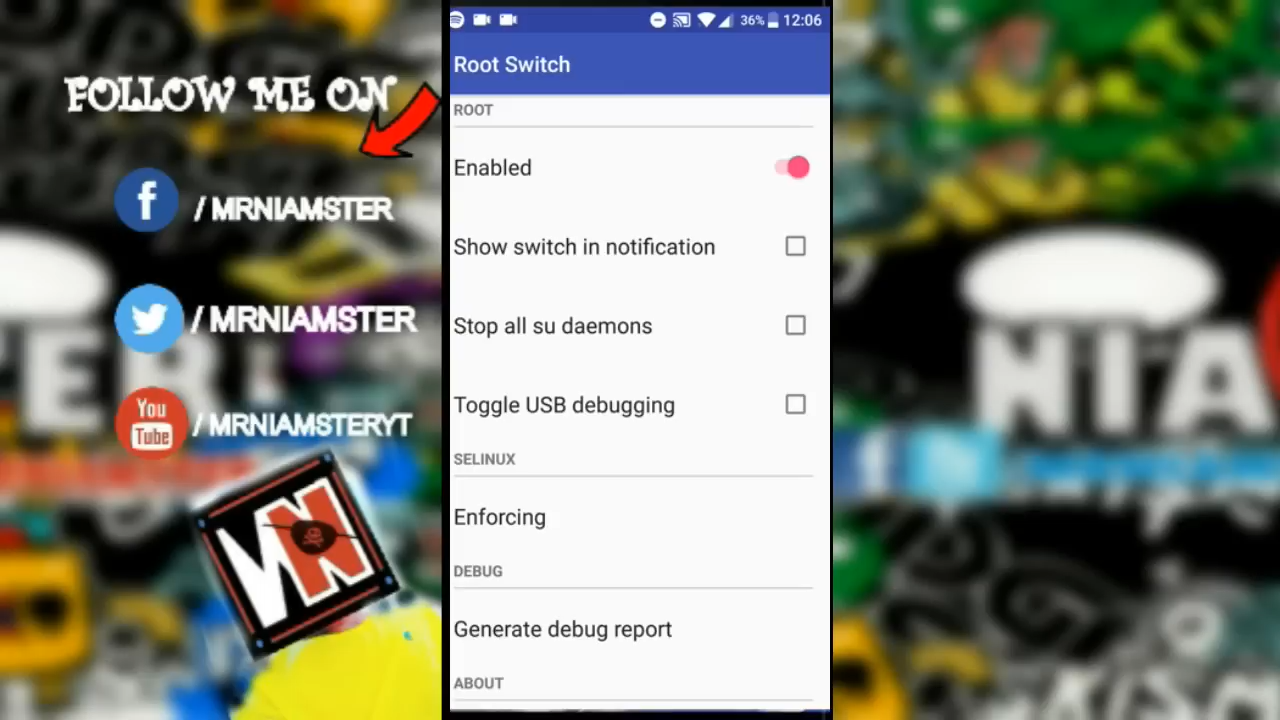 FOLLOW ME ON
/ MRNIAMSTER
/ MRNIAMSTER
You
Tube
/ MRNIAMSTERYT
36% 12:06
Root Switch
ROOT
Enabled
Show switch in notification
Stop all su daemons
Toggle USB debugging
SELINUX
Enforcing
DEBUG
Generate debug report
ABOUT
NIA